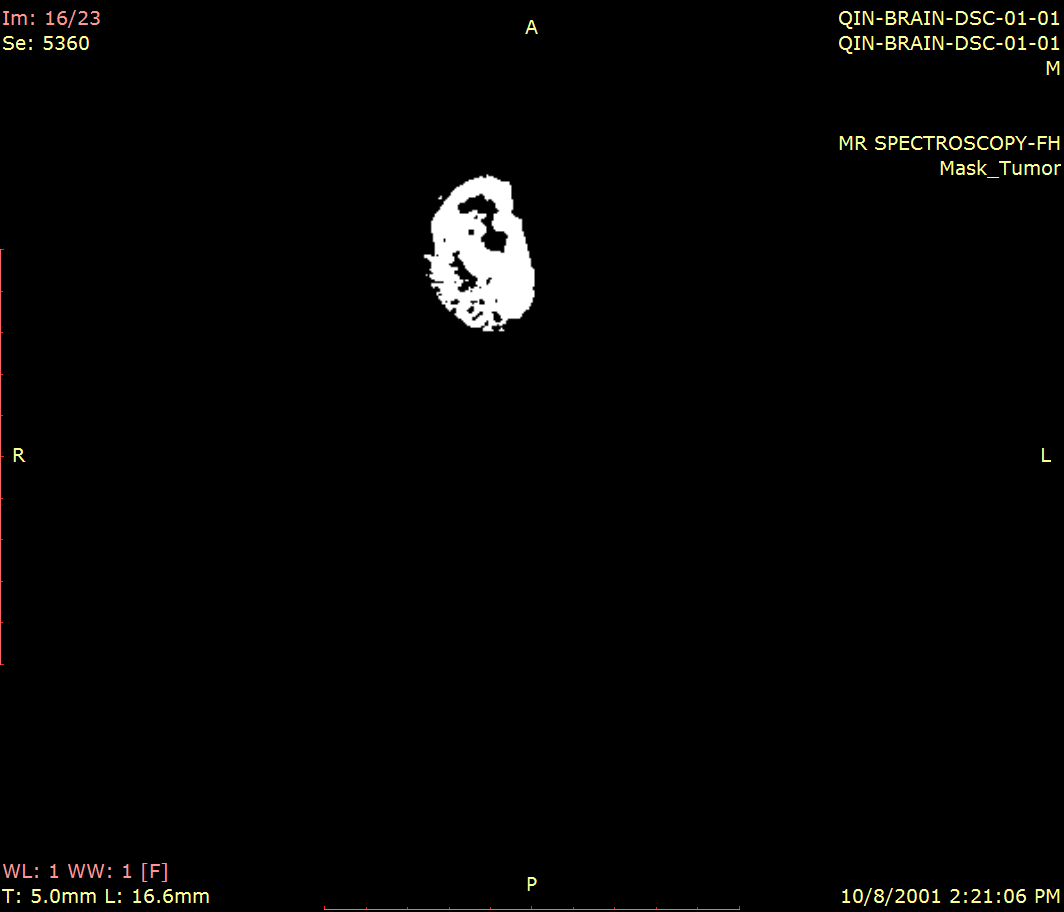 Im: 16/23
Se: 5360
A
QIN-BRAIN-DSC-01-01
QIN-BRAIN-DSC-01-01
M
MR SPECTROSCOPY-FH
Mask_Tumor
R
L
WL: 1 WW: 1 [F]
T: 5.0mm L: 16.6mm
P
10/8/2001 2:21:06 PM